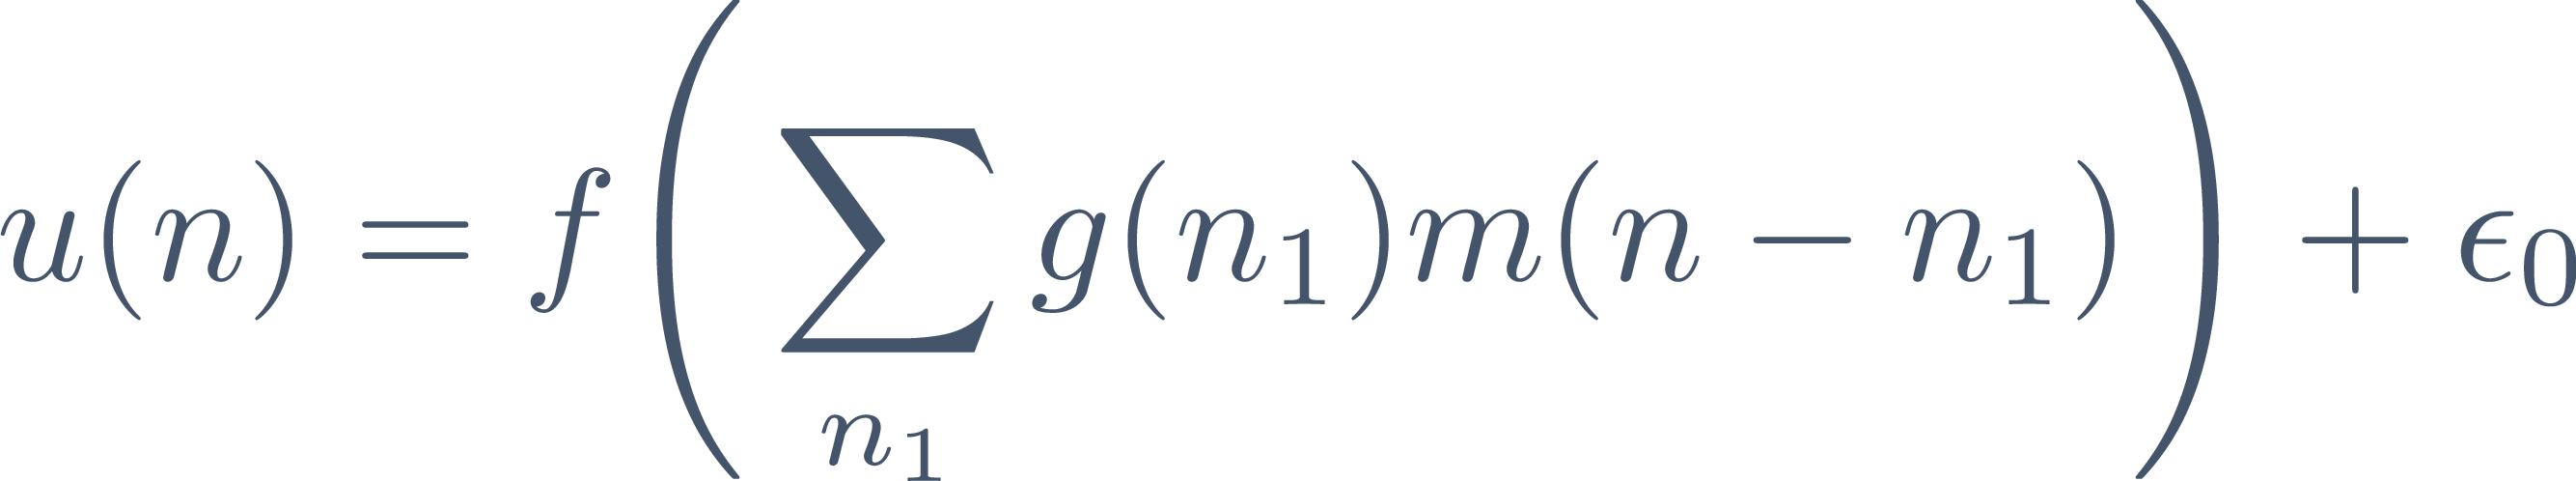 u(n) = f\left( \sum_{n_1} g(n_1)m(n - n_1) \right) + \epsilon_0